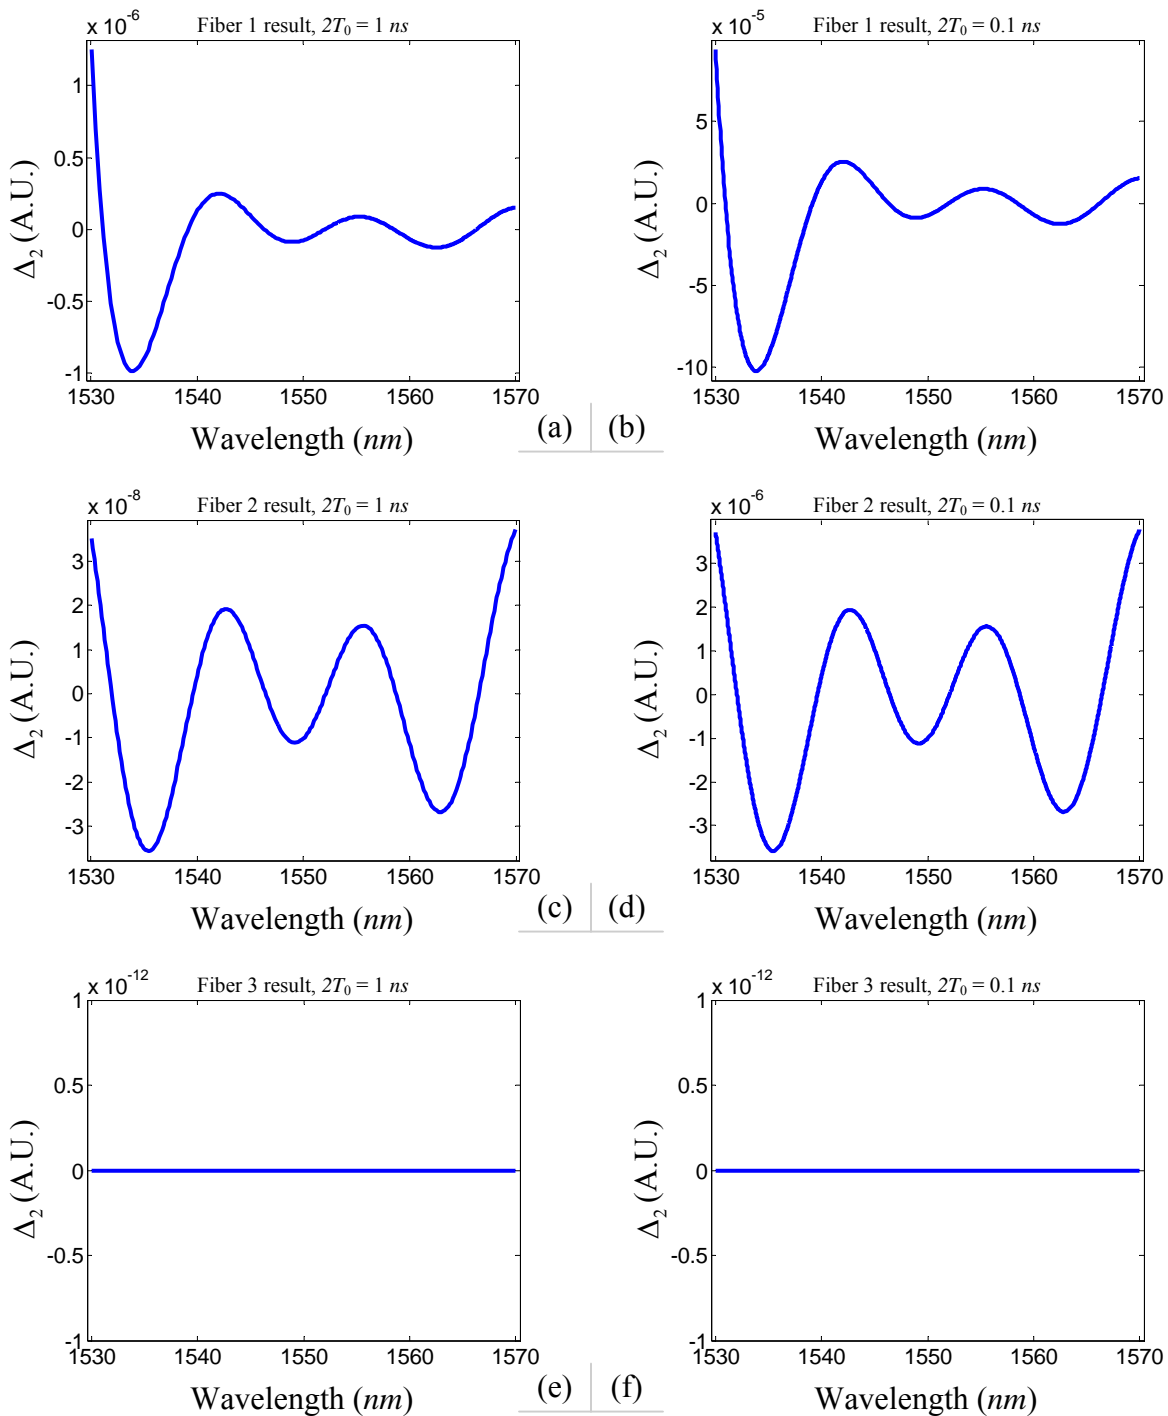 x 10^-6
Fiber 1 result, 2T₀ = 1 ns
1
0.5
0
-0.5
-1
Δ₂ (A.U.)
1530 1540 1550 1560 1570
Wavelength (nm)
x 10^-5
Fiber 1 result, 2T₀ = 0.1 ns
5
0
-5
-10
Δ₂ (A.U.)
1530 1540 1550 1560 1570
Wavelength (nm)
(a) (b)
x 10^-8
Fiber 2 result, 2T₀ = 1 ns
3
2
1
0
-1
-2
-3
Δ₂ (A.U.)
1530 1540 1550 1560 1570
Wavelength (nm)
x 10^-6
Fiber 2 result, 2T₀ = 0.1 ns
3
2
1
0
-1
-2
-3
Δ₂ (A.U.)
1530 1540 1550 1560 1570
Wavelength (nm)
(c) (d)
x 10^-12
Fiber 3 result, 2T₀ = 1 ns
1
0.5
0
-0.5
-1
Δ₂ (A.U.)
1530 1540 1550 1560 1570
Wavelength (nm)
x 10^-12
Fiber 3 result, 2T₀ = 0.1 ns
1
0.5
0
-0.5
-1
Δ₂ (A.U.)
1530 1540 1550 1560 1570
Wavelength (nm)
(e) (f)